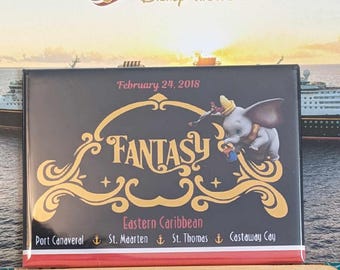 February 24, 2018
FANTASY
Eastern Caribbean
Port Canaveral St. Maarten St. Thomas Castaway Cay